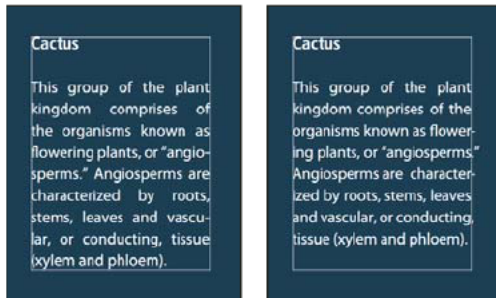 Cactus
This group of the plant
kingdom comprises of
the organisms known as
flowering plants, or “angio-
sperms.” Angiosperms are
characterized by roots,
stems, leaves and vascu-
lar, or conducting, tissue
(xylem and phloem).
Cactus
This group of the plant
kingdom comprises of the
organisms known as flower-
ing plants, or “angiosperms.”
Angiosperms are character-
ized by roots, stems, leaves
and vascular, or conducting,
tissue (xylem and phloem).